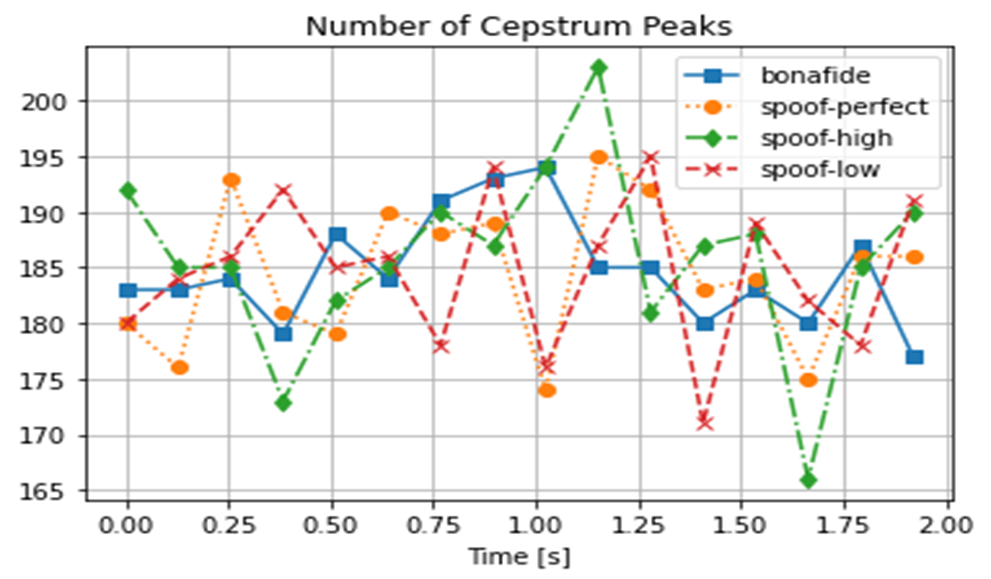 Number of Cepstrum Peaks
bonafide
spoof-perfect
spoof-high
spoof-low
200
195
190
185
180
175
170
165
0.00 0.25 0.50 0.75 1.00 1.25 1.50 1.75 2.00
Time [s]